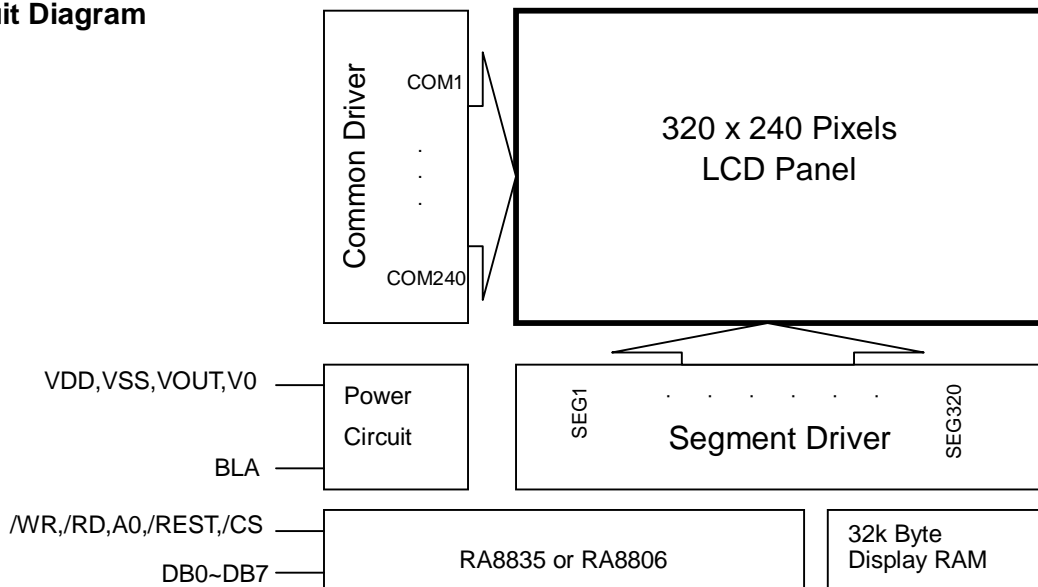 uit Diagram
Common Driver
COM1
.
.
.
COM240
320 x 240 Pixels
LCD Panel
VDD,VSS,VOUT,V0
BLA
Power
Circuit
SEG1
. . . . . .
SEG320
Segment Driver
/WR,/RD,A0,/REST,/CS
DB0~DB7
RA8835 or RA8806
32k Byte
Display RAM